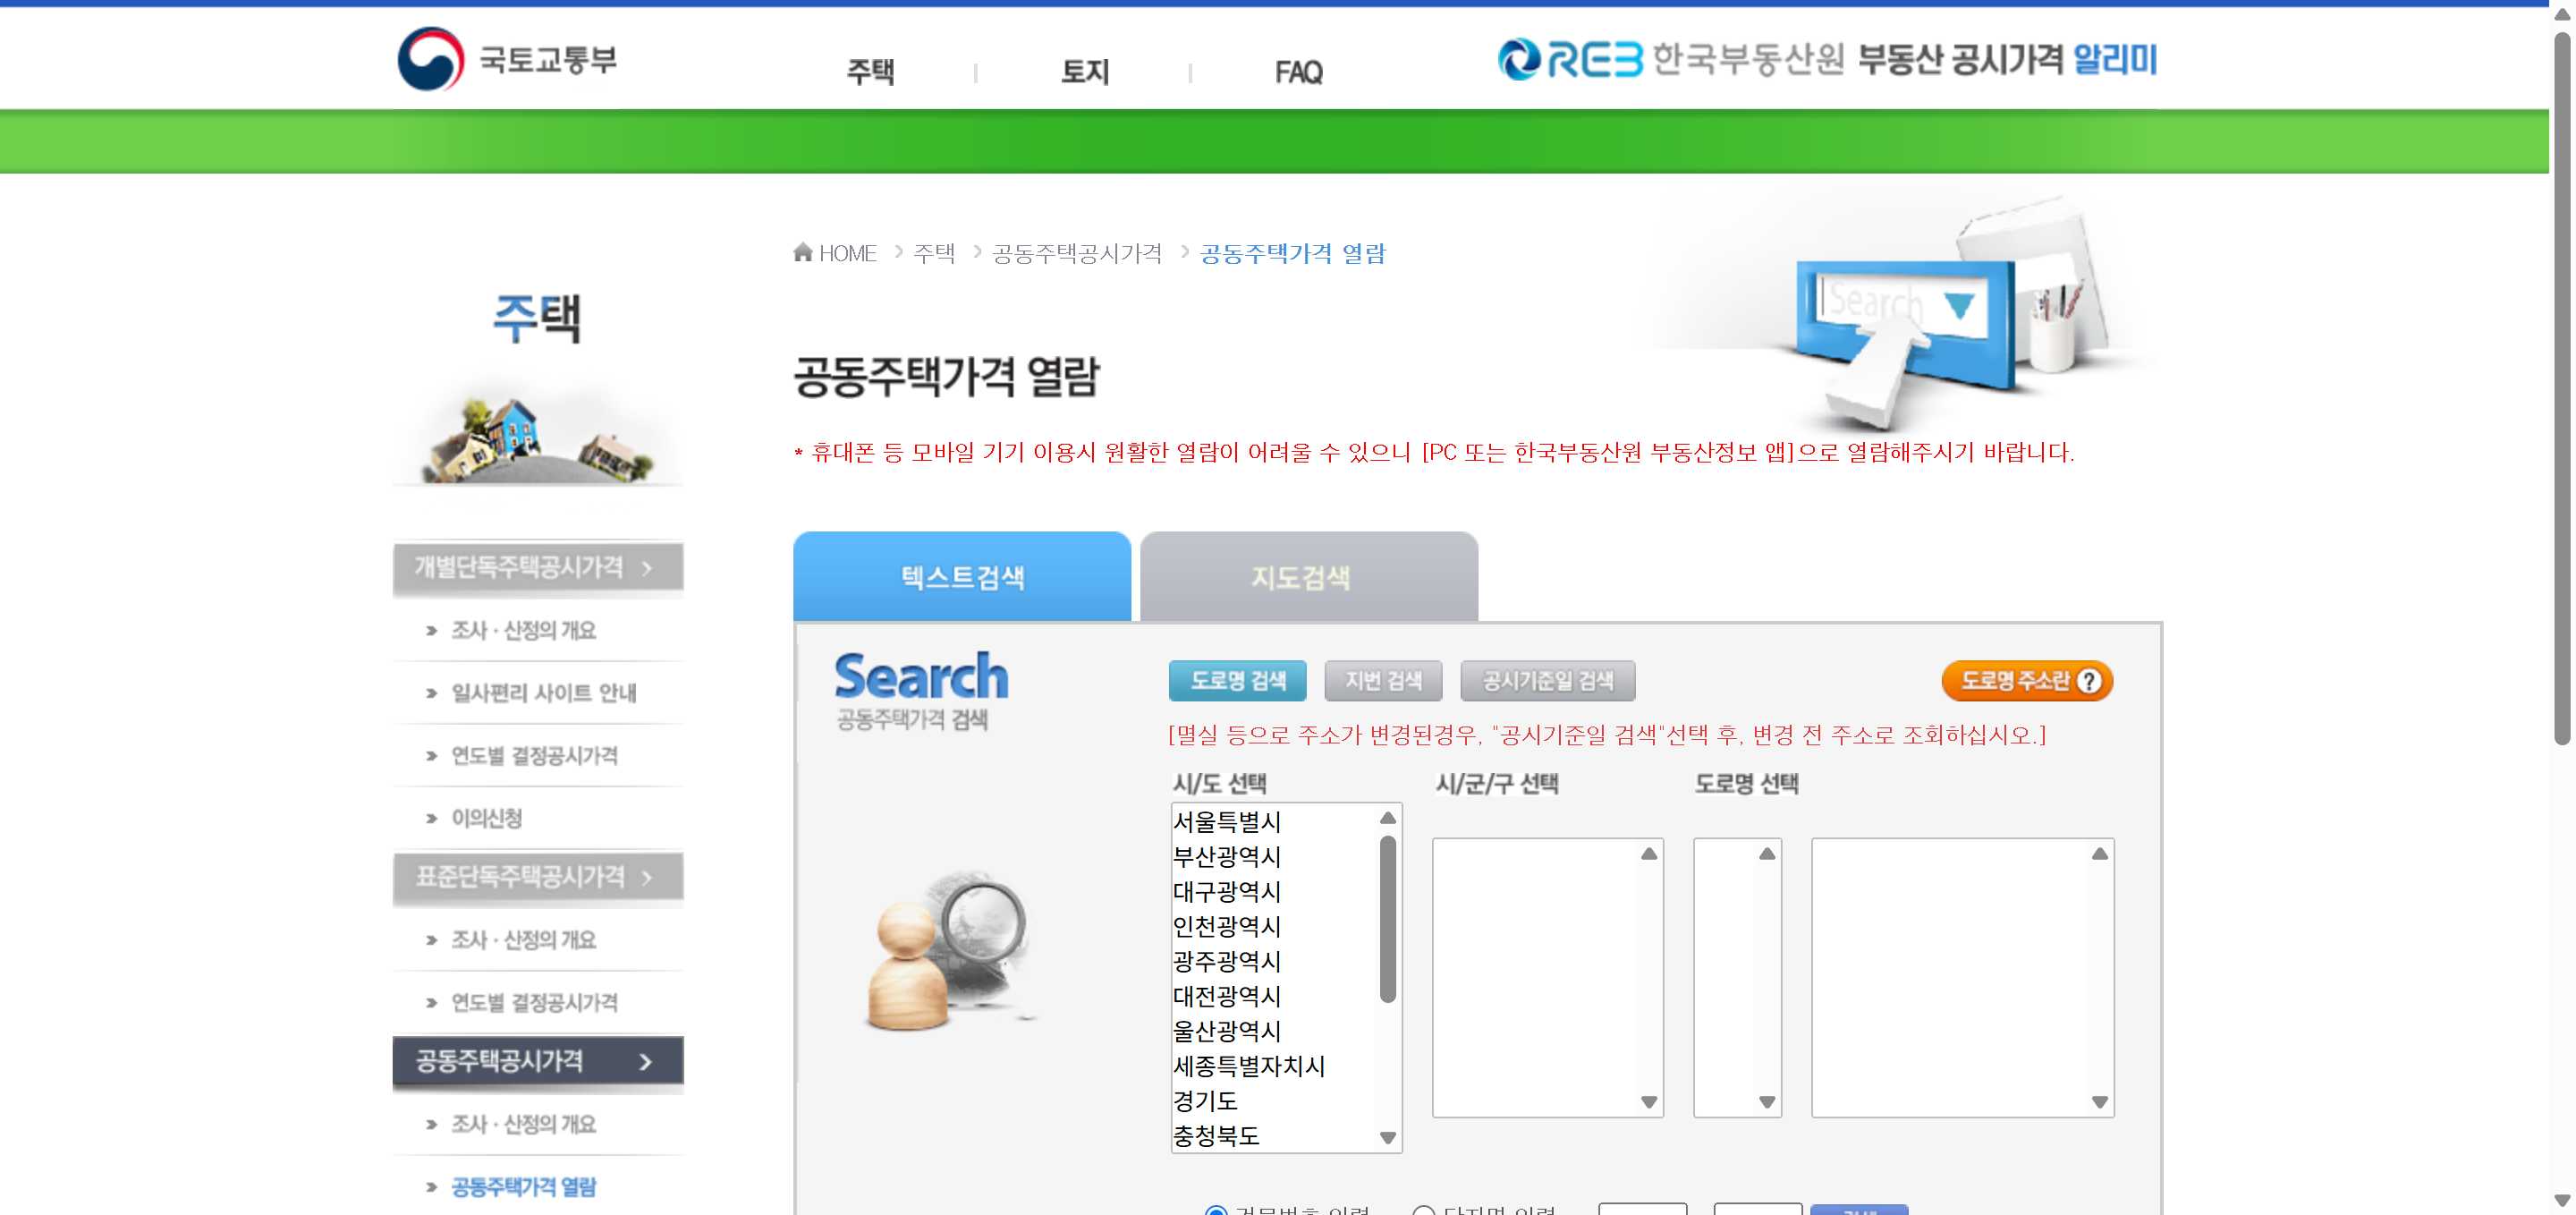 국토교통부
주택
토지
FAQ
REB 한국부동산원 부동산 공시가격 알리미
HOME > 주택 > 공동주택공시가격 > 공동주택가격 열람
Search
주택
공동주택가격 열람
* 휴대폰 등 모바일 기기 이용시 원활한 열람이 어려울 수 있으니 [PC 또는 한국부동산원 부동산정보 앱]으로 열람해주시기 바랍니다.
개별단독주택공시가격 >
조사 · 산정의 개요
일사편리 사이트 안내
연도별 결정공시가격
이의신청
표준단독주택공시가격 >
조사 · 산정의 개요
연도별 결정공시가격
공동주택공시가격 >
조사 · 산정의 개요
공동주택가격 열람
텍스트검색
지도검색
Search
공동주택가격 검색
도로명 검색
지번 검색
공시기준일 검색
도로명 주소란 ?
[멸실 등으로 주소가 변경된경우, "공시기준일 검색"선택 후, 변경 전 주소로 조회하십시오.]
시/도 선택
시/군/구 선택
도로명 선택
서울특별시
부산광역시
대구광역시
인천광역시
광주광역시
대전광역시
울산광역시
세종특별자치시
경기도
충청북도